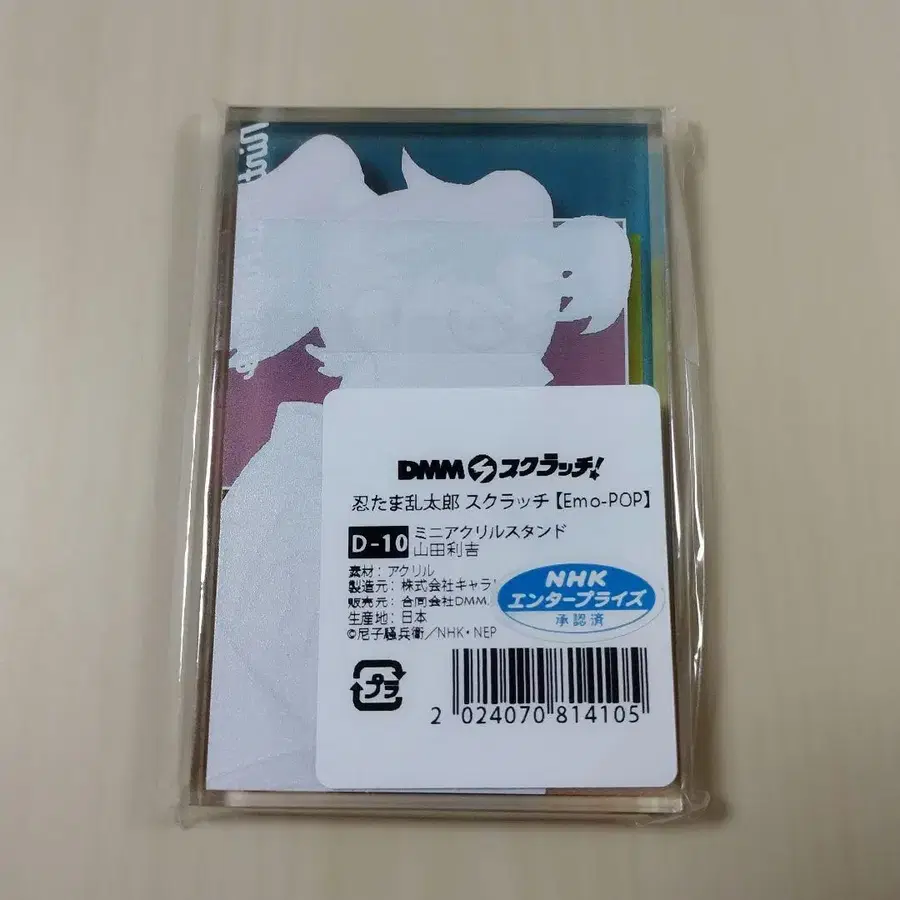 DMMスクラッチ!
忍たま乱太郎 スクラッチ【Emo-POP】
D-10 ミニアクリルスタンド
山田利吉
素材：アクリル
製造元：株式会社キャラ
販売元：合同会社DMM.
生産地：日本
©尼子騒兵衛／NHK・NEP
NHK
エンタープライズ
承認済
プラ
2 024070 814105